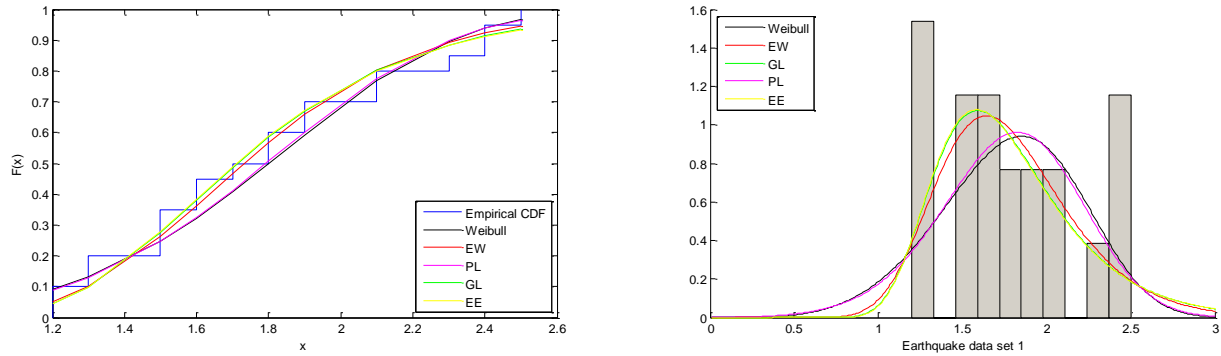 1
0.9
0.8
0.7
0.6
0.5
0.4
0.3
0.2
0.1
0
F(x)
1.2
1.4
1.6
1.8
2
2.2
2.4
2.6
x
Empirical CDF
Weibull
EW
PL
GL
EE
1.6
1.4
1.2
1
0.8
0.6
0.4
0.2
0
0
0.5
1
1.5
2
2.5
3
Earthquake data set 1
Weibull
EW
GL
PL
EE